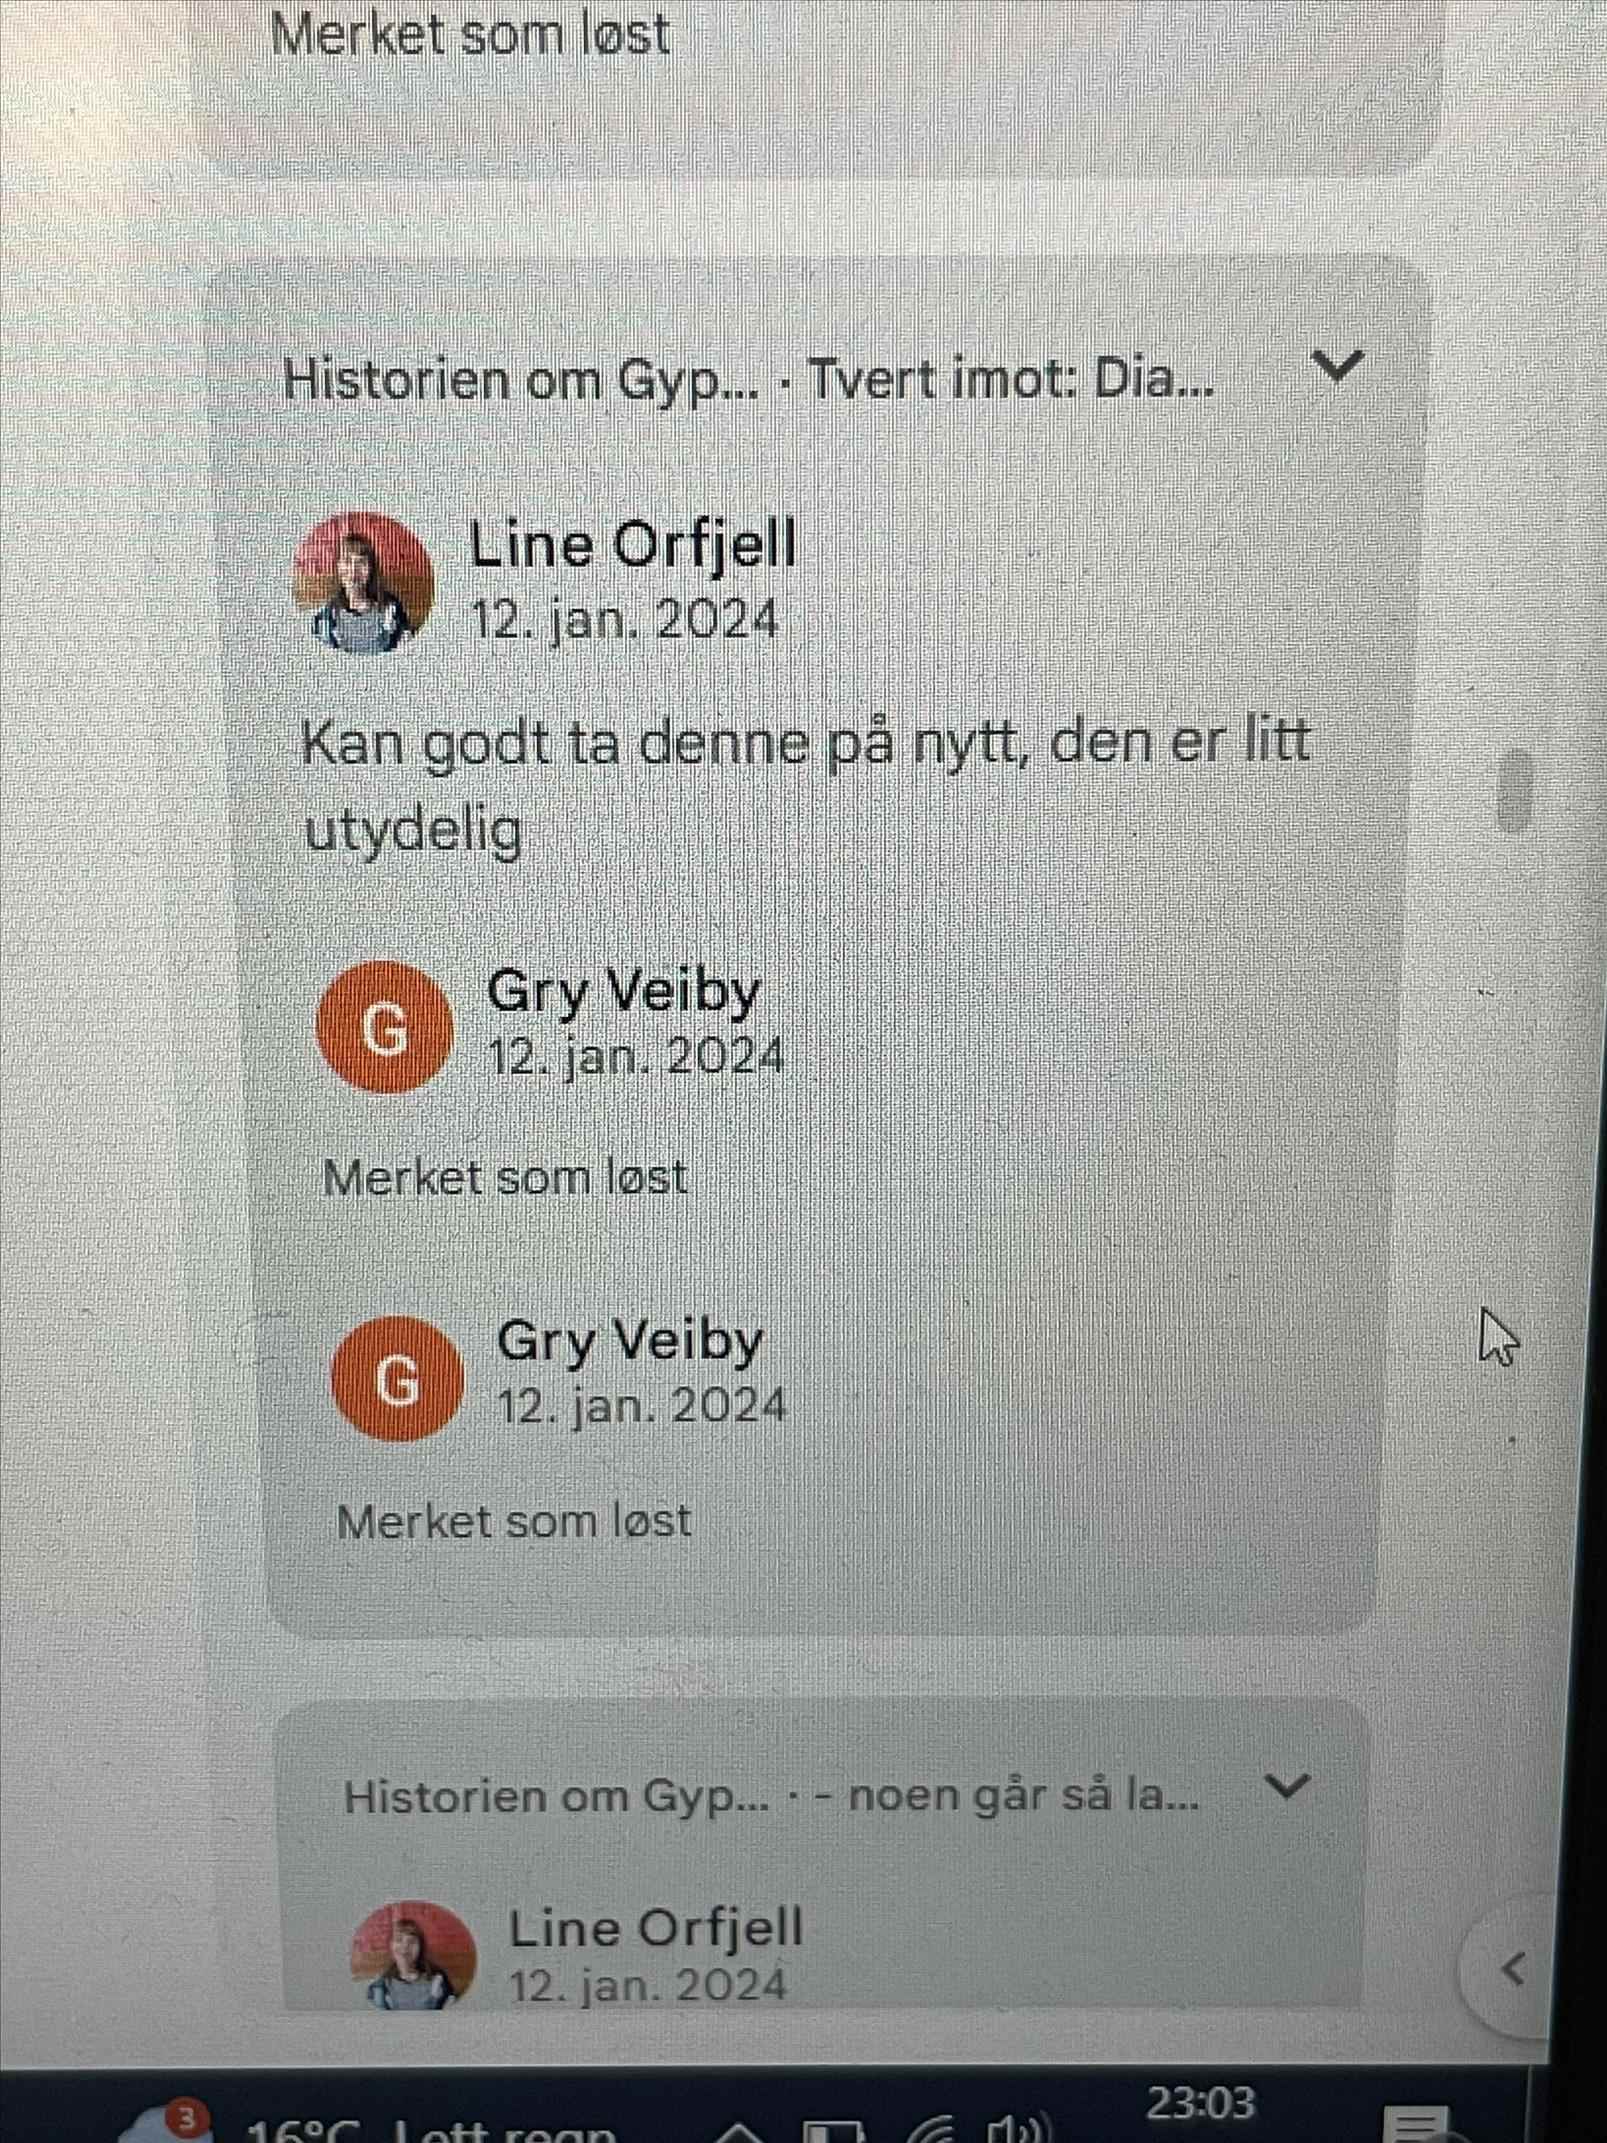 Merket som løst
Historien om Gyp... · Tvert imot: Dia...
Line Orfjell
12. jan. 2024
Kan godt ta denne på nytt, den er litt
utydelig
G
Gry Veiby
12. jan. 2024
Merket som løst
G
Gry Veiby
12. jan. 2024
Merket som løst
Historien om Gyp... · - noen går så la...
Line Orfjell
12. jan. 2024
3
16°C Lett regn
23:03